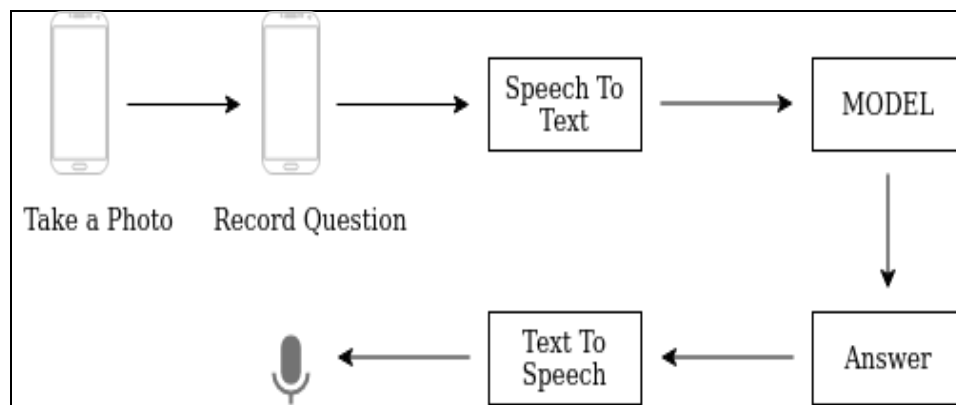 Speech To
Text
MODEL
Take a Photo
Record Question
Text To
Speech
Answer